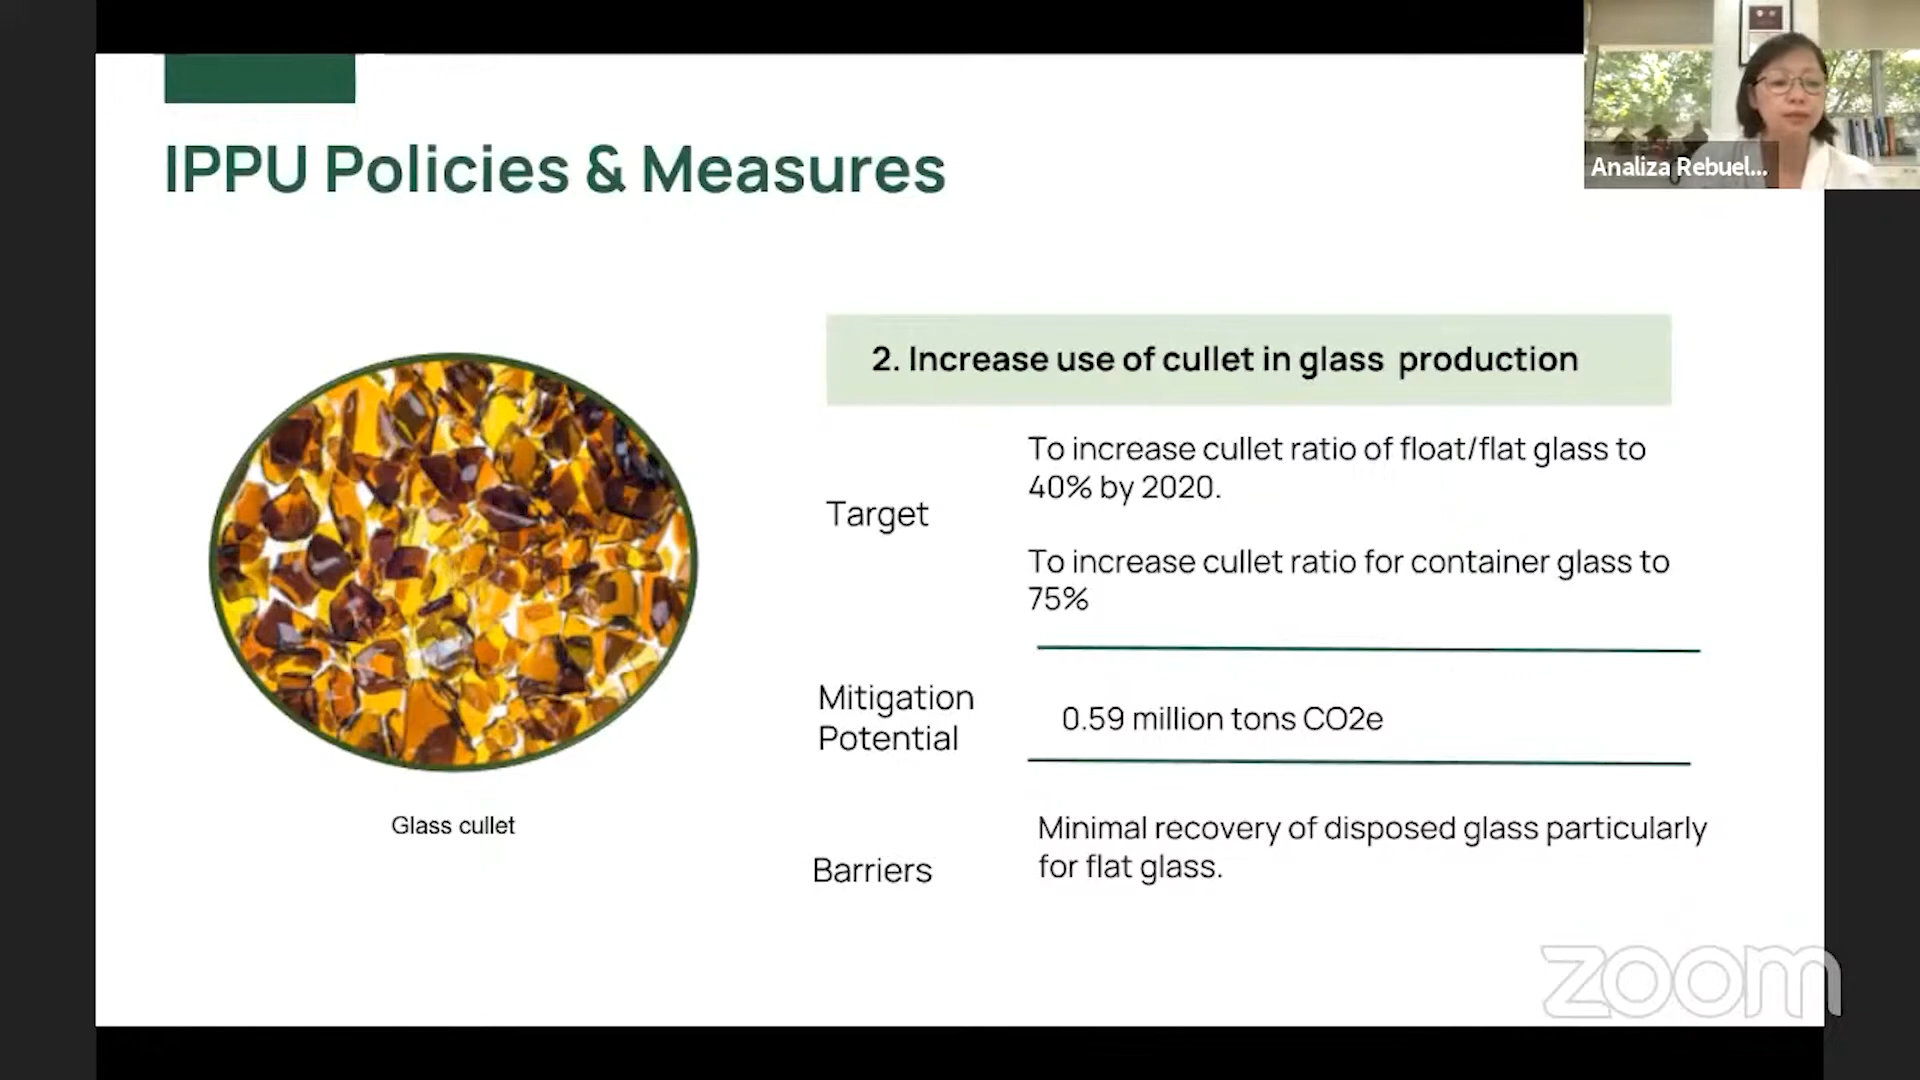 Analiza Rebuel...
IPPU Policies & Measures
2. Increase use of cullet in glass production
Target
To increase cullet ratio of float/flat glass to
40% by 2020.
To increase cullet ratio for container glass to
75%
Mitigation
Potential
0.59 million tons CO2e
Barriers
Minimal recovery of disposed glass particularly
for flat glass.
Glass cullet
zoom